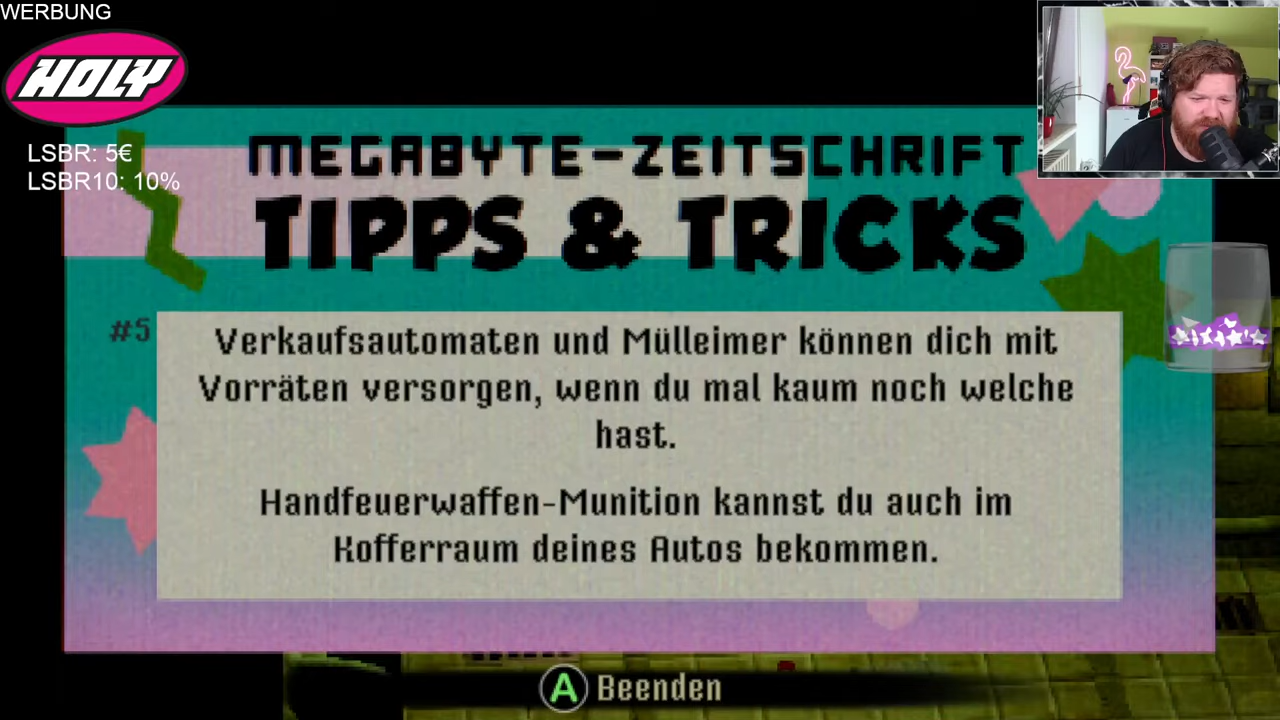 WERBUNG
HOLY
LSBR: 5€
LSBR10: 10%
MEGABYTE-ZEITSCHRIFT
TIPPS & TRICKS
#5
Verkaufsautomaten und Mülleimer können dich mit
Vorräten versorgen, wenn du mal kaum noch welche
hast.
Handfeuerwaffen-Munition kannst du auch im
Kofferraum deines Autos bekommen.
A Beenden